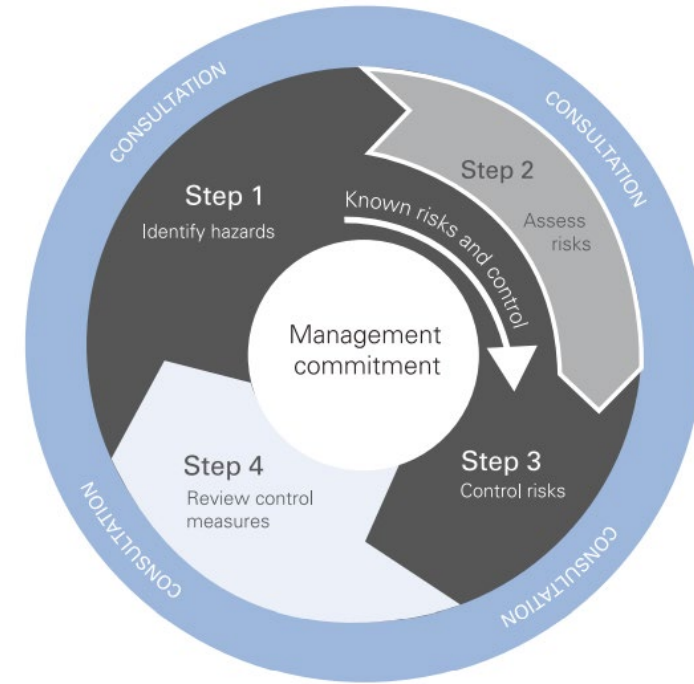 CONSULTATION
CONSULTATION
Step 1
Identify hazards
Step 2
Assess
risks
Known risks and control
Management
commitment
Step 3
Control risks
Step 4
Review control
measures
CONSULTATION
CONSULTATION